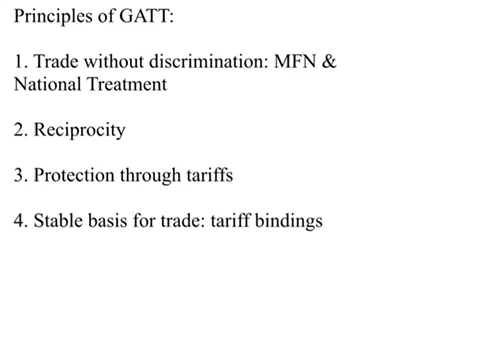 Principles of GATT:
1. Trade without discrimination: MFN &
National Treatment
2. Reciprocity
3. Protection through tariffs
4. Stable basis for trade: tariff bindings